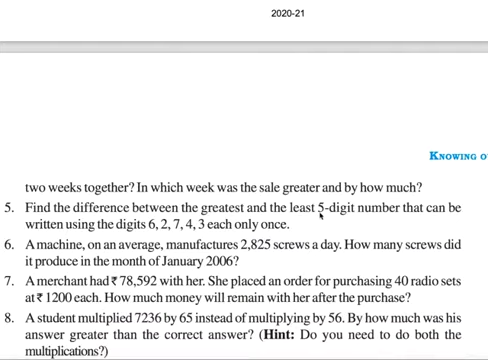 2020-21
KNOWING O
two weeks together? In which week was the sale greater and by how much?
5. Find the difference between the greatest and the least 5-digit number that can be
written using the digits 6, 2, 7, 4, 3 each only once.
6. A machine, on an average, manufactures 2,825 screws a day. How many screws did
it produce in the month of January 2006?
7. A merchant had ₹ 78,592 with her. She placed an order for purchasing 40 radio sets
at ₹ 1200 each. How much money will remain with her after the purchase?
8. A student multiplied 7236 by 65 instead of multiplying by 56. By how much was his
answer greater than the correct answer? (Hint: Do you need to do both the
multiplications?)